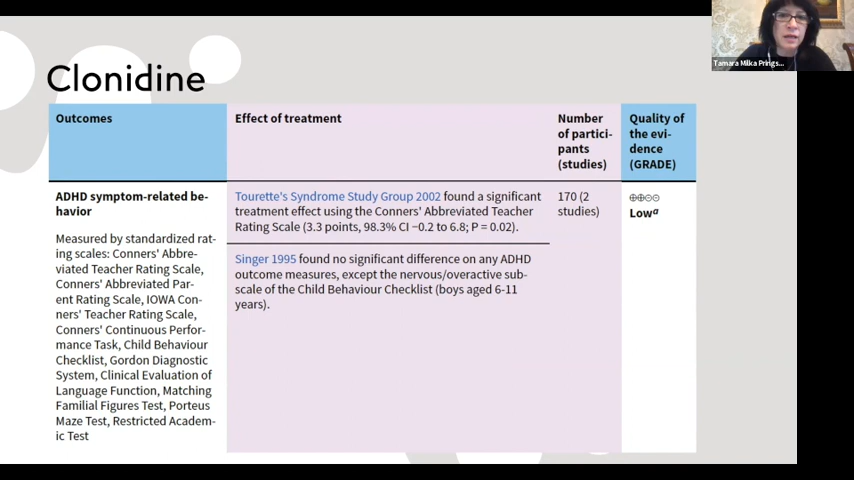 Tamara Milka Prings...
Clonidine
Outcomes
Effect of treatment
Number
of partici-
pants
(studies)
Quality of
the evi-
dence
(GRADE)
ADHD symptom-related be-
havior
Measured by standardized rat-
ing scales: Conners' Abbre-
viated Teacher Rating Scale,
Conners' Abbreviated Par-
ent Rating Scale, IOWA Con-
ners' Teacher Rating Scale,
Conners' Continuous Perfor-
mance Task, Child Behaviour
Checklist, Gordon Diagnostic
System, Clinical Evaluation of
Language Function, Matching
Familial Figures Test, Porteus
Maze Test, Restricted Academ-
ic Test
Tourette's Syndrome Study Group 2002 found a significant
treatment effect using the Conners' Abbreviated Teacher
Rating Scale (3.3 points, 98.3% CI −0.2 to 6.8; P = 0.02).
Singer 1995 found no significant difference on any ADHD
outcome measures, except the nervous/overactive sub-
scale of the Child Behaviour Checklist (boys aged 6-11
years).
170 (2
studies)
⊕⊕⊝⊝
Lowa